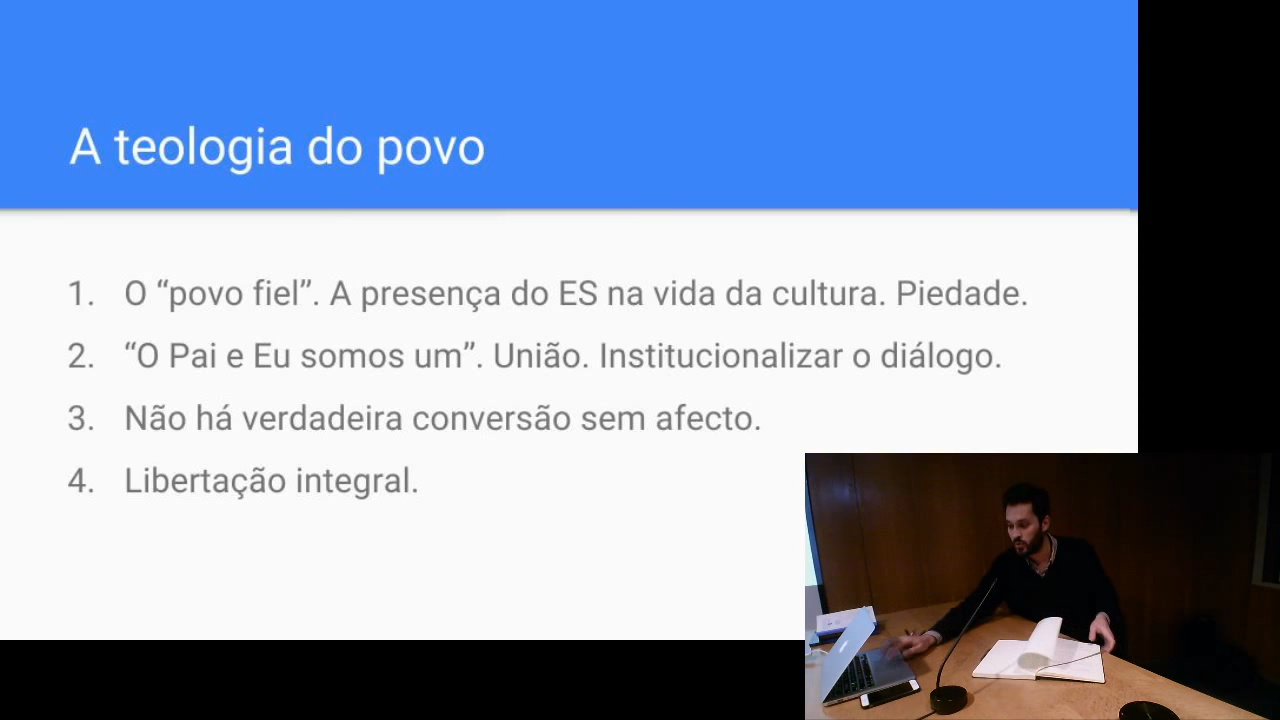 A teologia do povo
1. O “povo fiel”. A presença do ES na vida da cultura. Piedade.
2. “O Pai e Eu somos um”. União. Institucionalizar o diálogo.
3. Não há verdadeira conversão sem afecto.
4. Libertação integral.